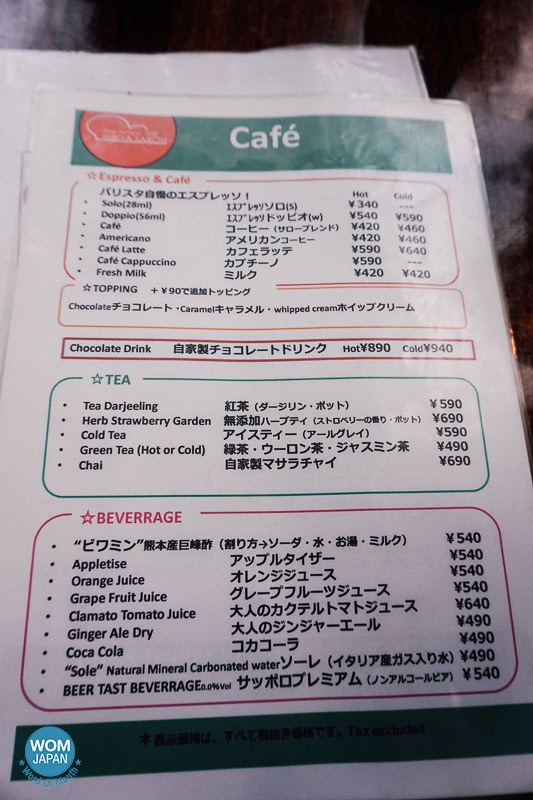 Café
☆Espresso & Café
バリスタ自慢のエスプレッソ！ Hot Cold
• Solo(28ml) ｴｽﾌﾟﾚｯｿソロ(S) ¥340 ---
• Doppio(56ml) ｴｽﾌﾟﾚｯｿドッピオ(w) ¥540 ¥590
• Café コーヒー（サローブレンド） ¥420 ¥460
• Americano アメリカンコーヒー ¥420 ¥460
• Café Latte カフェラッテ ¥590 ¥640
• Café Cappuccino カプチーノ ¥590 ---
• Fresh Milk ミルク ¥420 ¥420
☆TOPPING ＋¥90で追加トッピング
Chocolateチョコレート・Caramelキャラメル・whipped creamホイップクリーム
Chocolate Drink 自家製チョコレートドリンク Hot¥890 Cold¥940
☆TEA
• Tea Darjeeling 紅茶（ダージリン・ポット） ¥590
• Herb Strawberry Garden 無添加ハーブティ（ストロベリーの香り・ポット） ¥690
• Cold Tea アイスティー（アールグレイ） ¥590
• Green Tea (Hot or Cold) 緑茶・ウーロン茶・ジャスミン茶 ¥490
• Chai 自家製マサラチャイ ¥690
☆BEVERRAGE
• “ビワミン”熊本産巨峰酢（割り方→ソーダ・水・お湯・ミルク） ¥540
• Appletise アップルタイザー ¥540
• Orange Juice オレンジジュース ¥540
• Grape Fruit Juice グレープフルーツジュース ¥540
• Clamato Tomato Juice 大人のカクテルトマトジュース ¥640
• Ginger Ale Dry 大人のジンジャーエール ¥490
• Coca Cola コカコーラ ¥490
• “Sole” Natural Mineral Carbonated waterソーレ（イタリア産ガス入り水） ¥490
• BEER TAST BEVERAGE0.0%Vol サッポロプレミアム（ノンアルコールビア） ¥540
＊表示価格は、すべて税抜き価格です。Tax excluded
WOM
JAPAN
Word Of Mouth